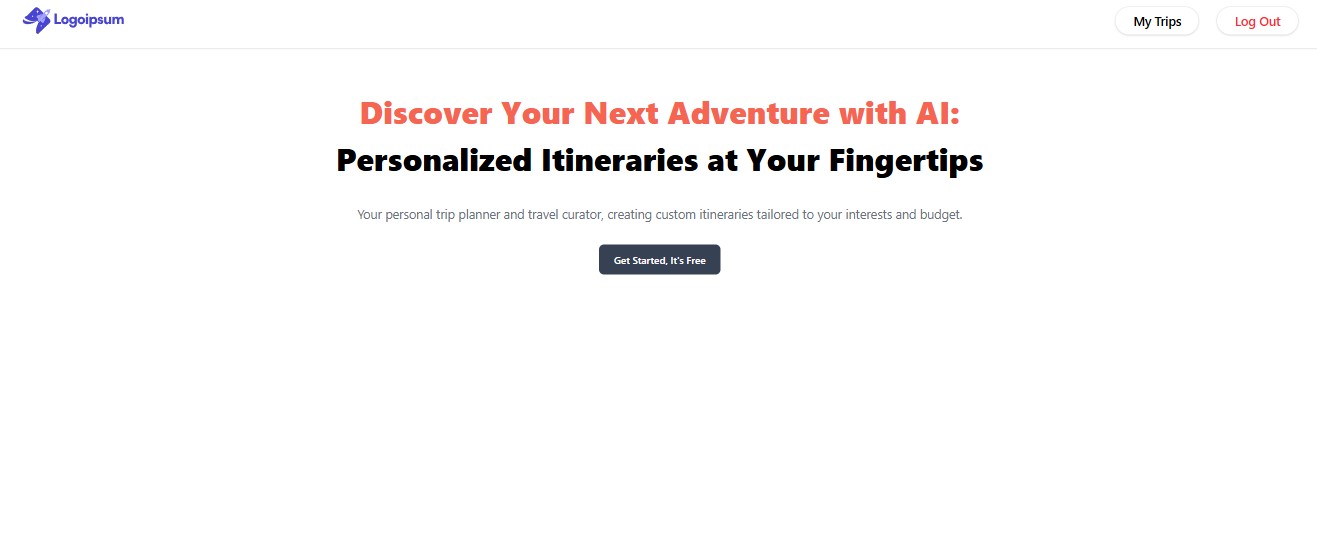 Logoipsum
My Trips
Log Out
Discover Your Next Adventure with AI:
Personalized Itineraries at Your Fingertips
Your personal trip planner and travel curator, creating custom itineraries tailored to your interests and budget.
Get Started, It's Free